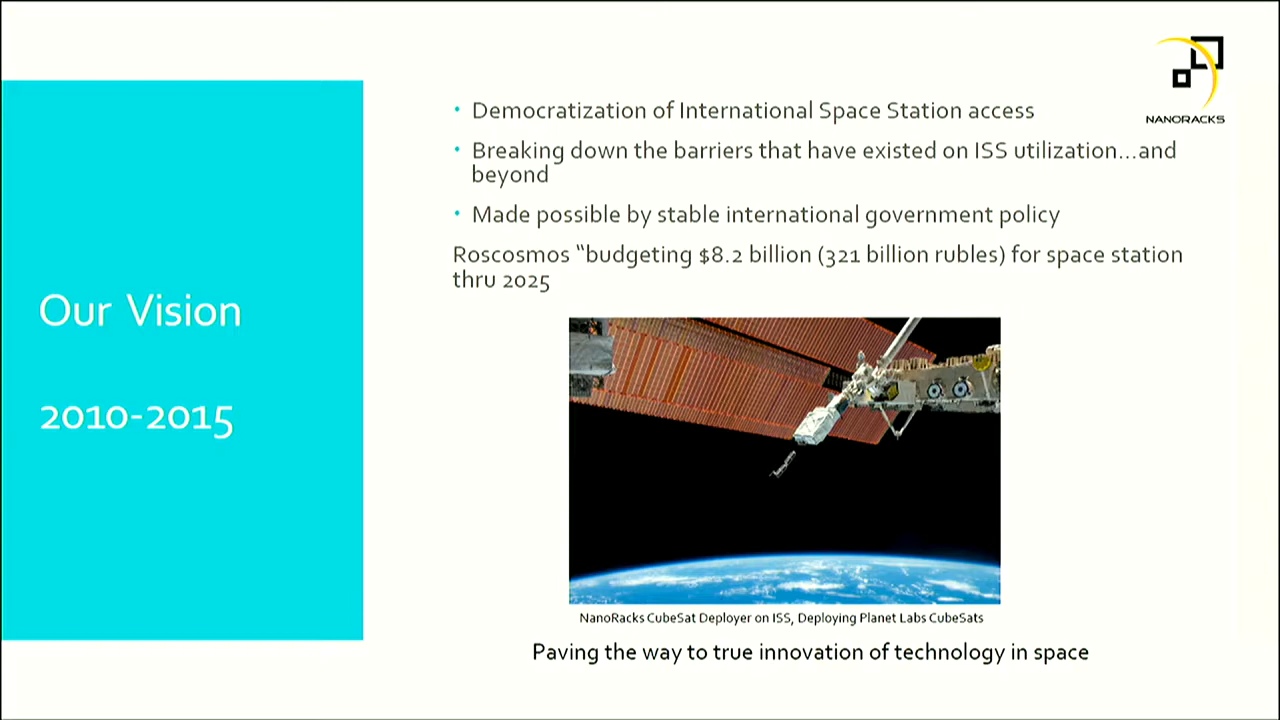 Our Vision
2010-2015
NANORACKS
• Democratization of International Space Station access
• Breaking down the barriers that have existed on ISS utilization...and
beyond
• Made possible by stable international government policy
Roscosmos “budgeting $8.2 billion (321 billion rubles) for space station
thru 2025
NanoRacks CubeSat Deployer on ISS, Deploying Planet Labs CubeSats
Paving the way to true innovation of technology in space